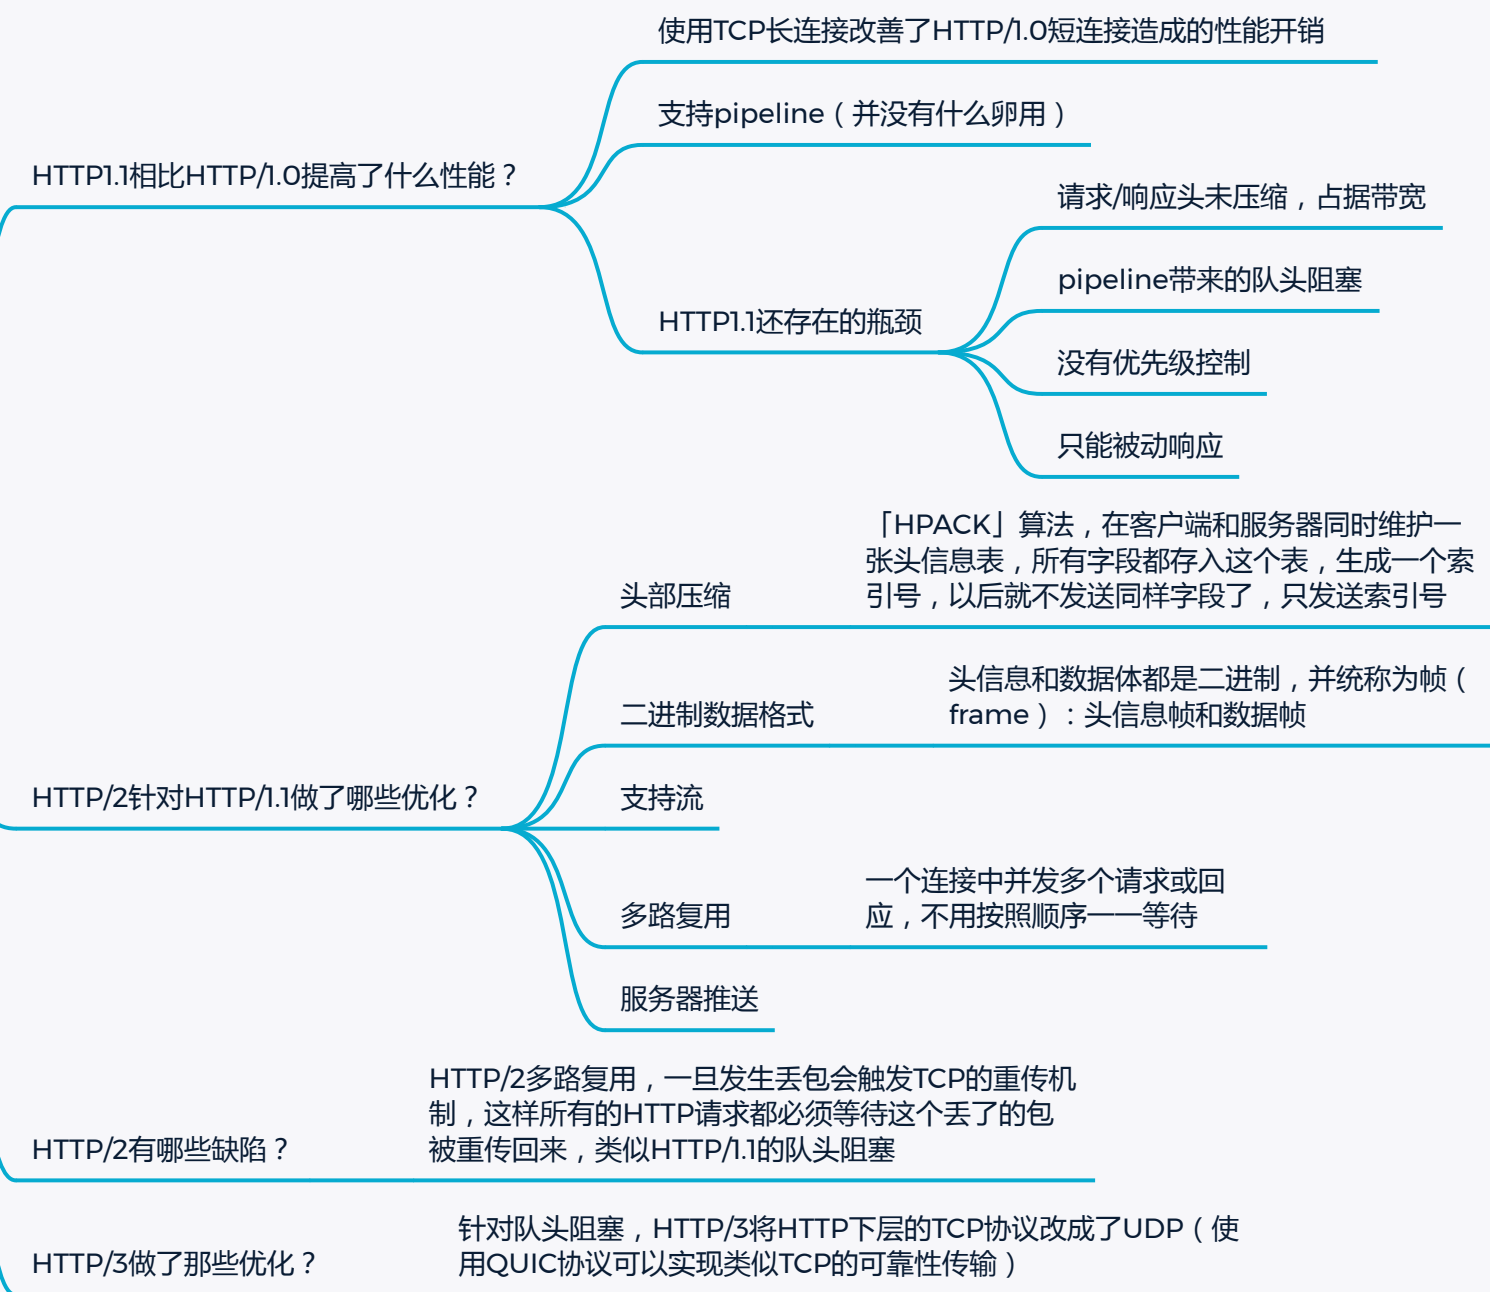 使用TCP长连接改善了HTTP/1.0短连接造成的性能开销
支持pipeline（并没有什么卵用）
HTTP1.1相比HTTP/1.0提高了什么性能？
请求/响应头未压缩，占据带宽
pipeline带来的队头阻塞
HTTP1.1还存在的瓶颈
没有优先级控制
只能被动响应
「HPACK」算法，在客户端和服务器同时维护一
张头信息表，所有字段都存入这个表，生成一个索
引号，以后就不发送同样字段了，只发送索引号
头部压缩
头信息和数据体都是二进制，并统称为帧（
frame）：头信息帧和数据帧
二进制数据格式
HTTP/2针对HTTP/1.1做了哪些优化？
支持流
一个连接中并发多个请求或回
应，不用按照顺序一一等待
多路复用
服务器推送
HTTP/2多路复用，一旦发生丢包会触发TCP的重传机
制，这样所有的HTTP请求都必须等待这个丢了的包
被重传回来，类似HTTP/1.1的队头阻塞
HTTP/2有哪些缺陷？
针对队头阻塞，HTTP/3将HTTP下层的TCP协议改成了UDP（使
用QUIC协议可以实现类似TCP的可靠性传输）
HTTP/3做了那些优化？